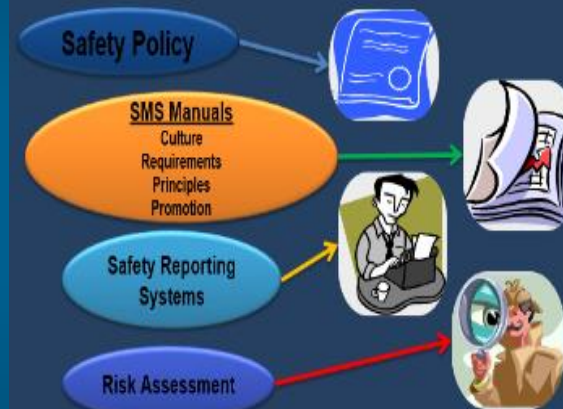 Safety Policy
SMS Manuals
Culture
Requirements
Principles
Promotion
Safety Reporting
Systems
Risk Assessment